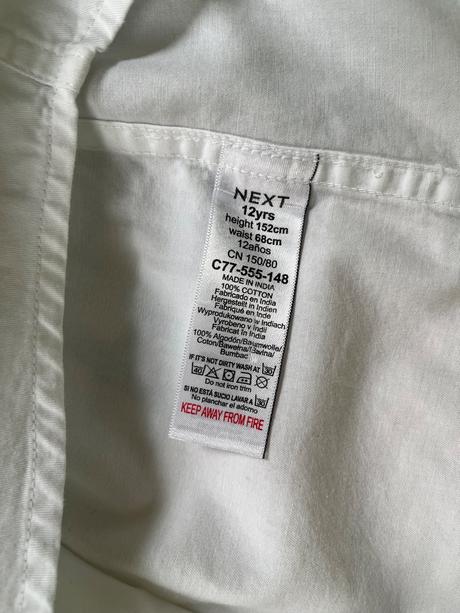 NEXT
12yrs
height 152cm
waist 68cm
12años
CN 150/80
C77-555-148
MADE IN INDIA
100% COTTON
Fabricado en India
Hergestellt in Indien
Fabriqué en Inde
Wyprodukowano w Indiach
Vyrobeno v Indii
Fabricat în India
100% Algodón/Baumwolle/
Coton/Bawełna/Bavlna/
Bumbac
IF IT'S NOT DIRTY WASH AT 30
40
Do not iron trim
SI NO ESTÁ SUCIO LAVAR A 30
No planchar el adorno
KEEP AWAY FROM FIRE